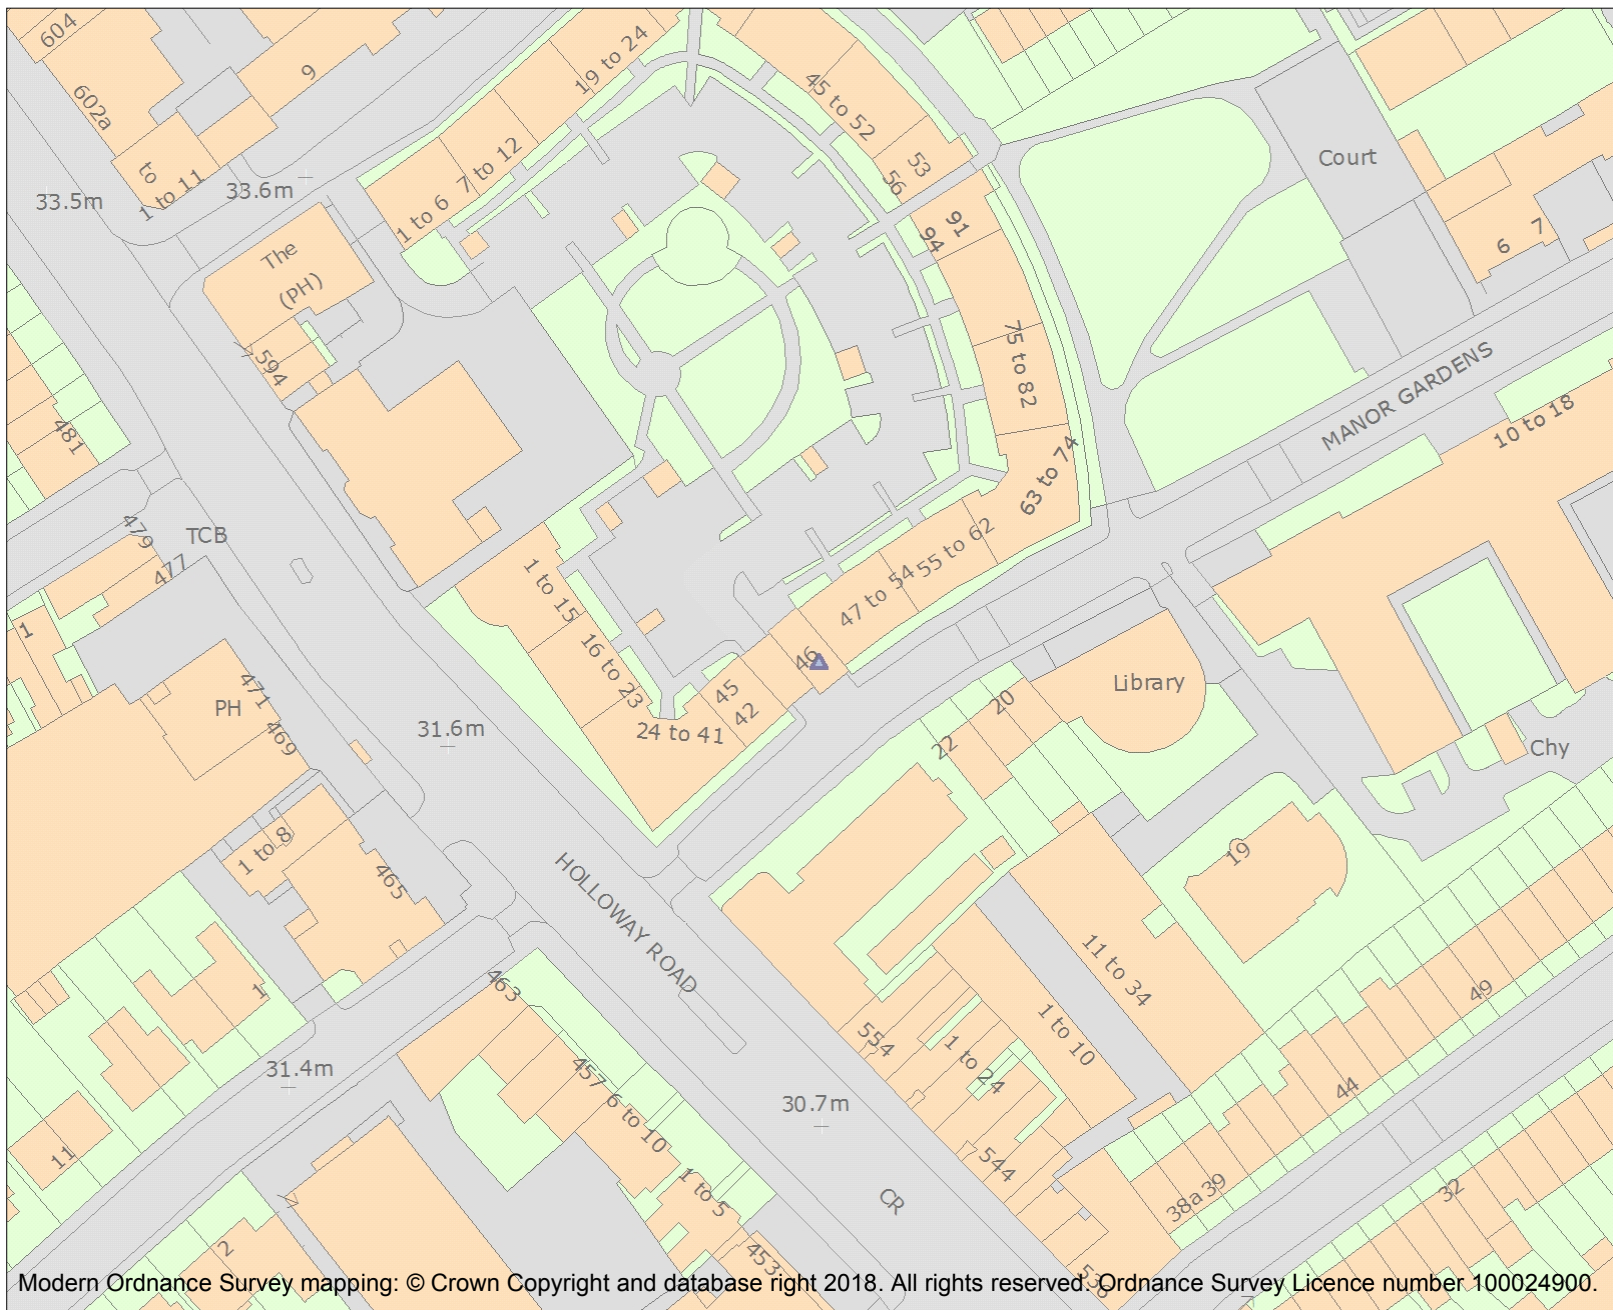 604
602a
9
19 to 24
45 to 52
53
56
Court
to
1 to 11
33.5m
33.6m
1 to 6
7 to 12
91
94
6
7
The
(PH)
594
75 to 82
MANOR GARDENS
10 to 18
481
63 to 74
479
TCB
477
1 to 15
55 to 62
47 to 54
1
16 to 23
46
45
42
Library
20
22
471
PH
469
31.6m
24 to 41
Chy
1 to 8
465
19
HOLLOWAY ROAD
11 to 34
463
1
49
554
1 to 10
1 to 24
31.4m
457
6 to 10
30.7m
44
11
544
1 to 5
CR
38a
39
32
2
453
536
Modern Ordnance Survey mapping: © Crown Copyright and database right 2018. All rights reserved. Ordnance Survey Licence number 100024900.